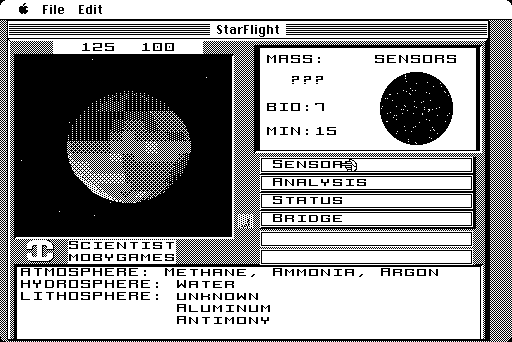 File Edit
StarFlight
125 100
MASS: SENSORS
???
BIO:7
MIN:15
SENSORS
ANALYSIS
STATUS
BRIDGE
SCIENTIST
MOBYGAMES
ATMOSPHERE: METHANE, AMMONIA, ARGON
HYDROSPHERE: WATER
LITHOSPHERE: UNKNOWN
ALUMINUM
ANTIMONY